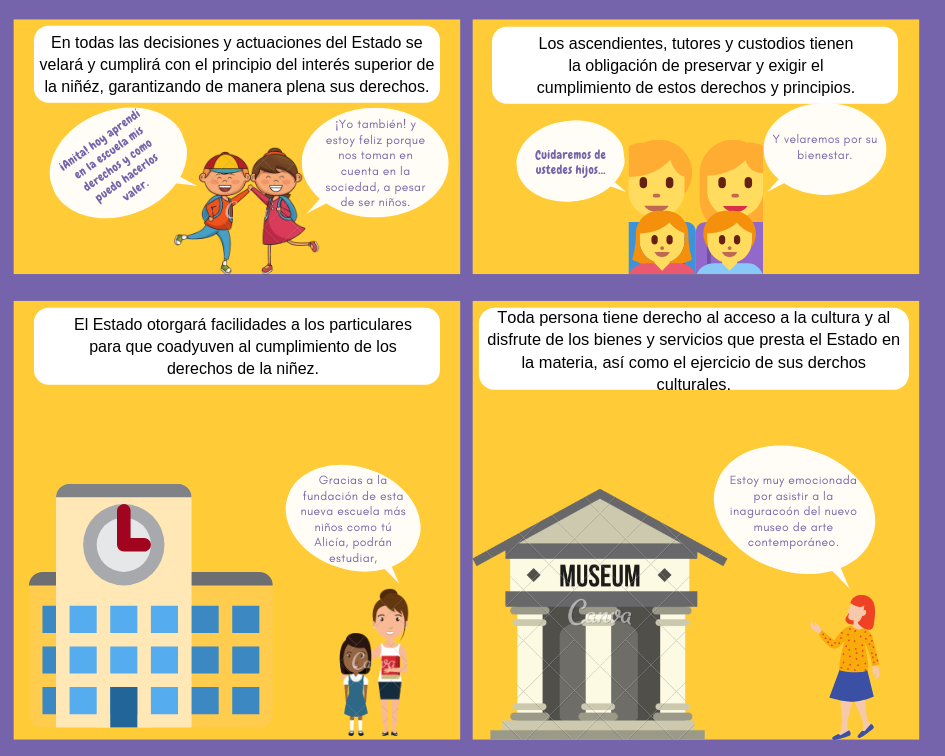 En todas las decisiones y actuaciones del Estado se
velará y cumplirá con el principio del interés superior de
la niñéz, garantizando de manera plena sus derechos.
¡Anita! hoy aprendí
en la escuela mis
derechos y como
puedo hacerlos
valer.
¡Yo también! y
estoy feliz porque
nos toman en
cuenta en la
sociedad, a pesar
de ser niños.
Los ascendientes, tutores y custodios tienen
la obligación de preservar y exigir el
cumplimiento de estos derechos y principios.
Cuidaremos de
ustedes hijos...
Y velaremos por su
bienestar.
El Estado otorgará facilidades a los particulares
para que coadyuven al cumplimiento de los
derechos de la niñez.
Gracias a la
fundación de esta
nueva escuela más
niños como tú
Alicía, podrán
estudiar,
Canva
Toda persona tiene derecho al acceso a la cultura y al
disfrute de los bienes y servicios que presta el Estado en
la materia, así como el ejercicio de sus derchos
culturales.
Estoy muy emocionada
por asistir a la
inaguracoón del nuevo
museo de arte
contemporáneo.
MUSEUM
Canva